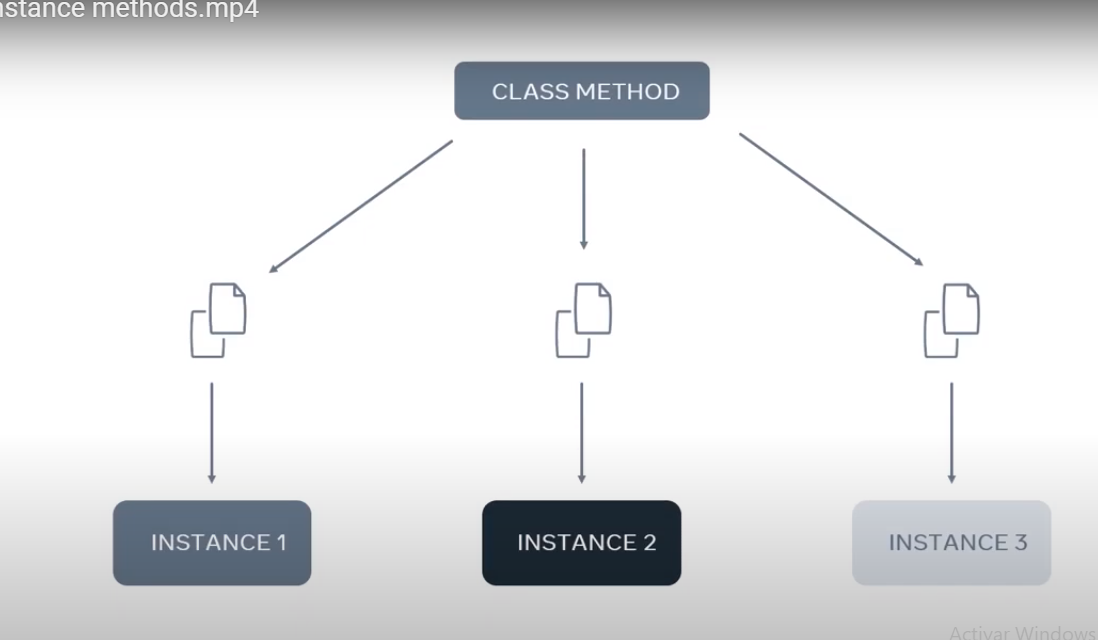 nstance methods.mp4
CLASS METHOD
INSTANCE 1
INSTANCE 2
INSTANCE 3
Activar Windows